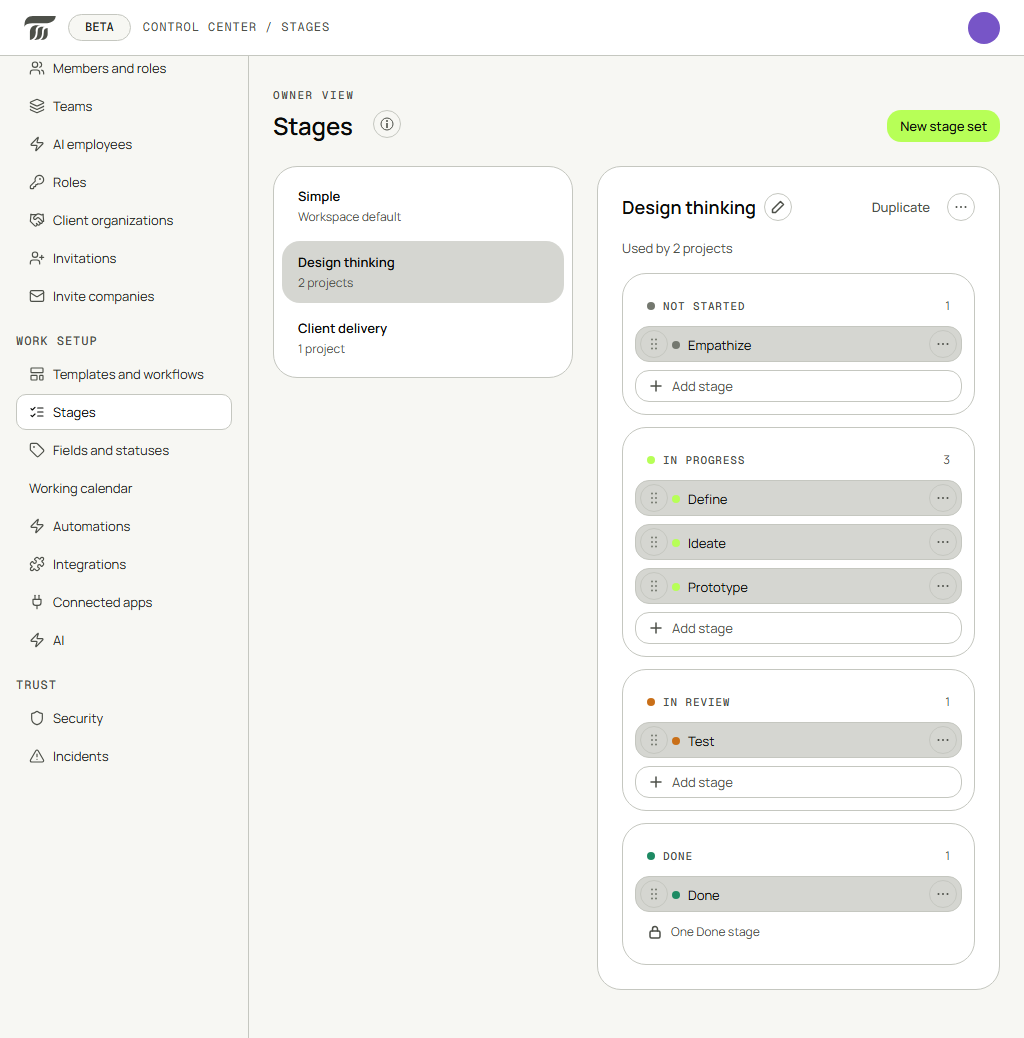 BETA
CONTROL CENTER / STAGES
Members and roles
Teams
AI employees
Roles
Client organizations
Invitations
Invite companies
WORK SETUP
Templates and workflows
Stages
Fields and statuses
Working calendar
Automations
Integrations
Connected apps
AI
TRUST
Security
Incidents
OWNER VIEW
Stages
New stage set
Simple
Workspace default
Design thinking
2 projects
Client delivery
1 project
Design thinking
Duplicate
Used by 2 projects
NOT STARTED 1
Empathize
Add stage
IN PROGRESS 3
Define
Ideate
Prototype
Add stage
IN REVIEW 1
Test
Add stage
DONE 1
Done
One Done stage